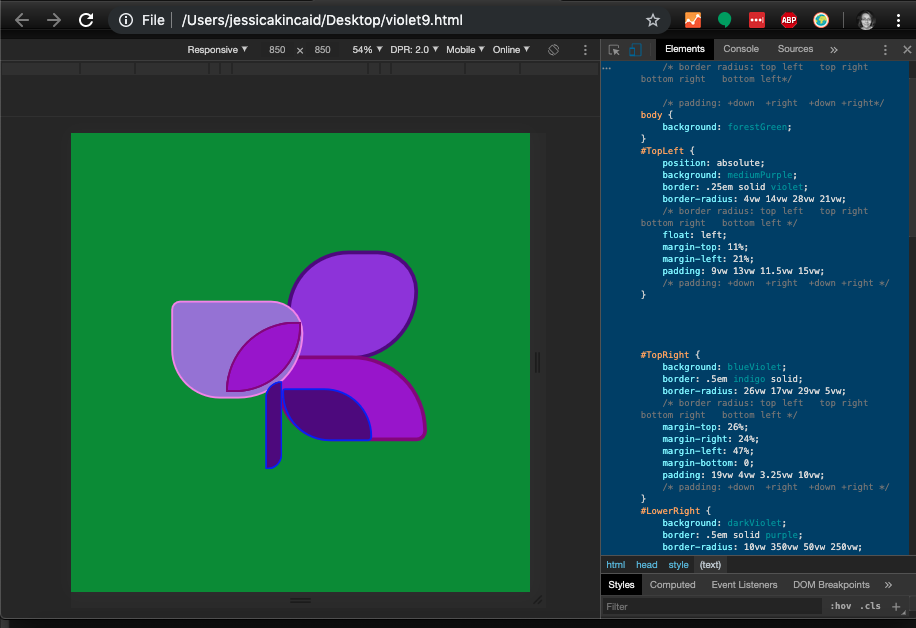 File | /Users/jessicakincaid/Desktop/violet9.html
ABP
Responsive ▼ 850 × 850 54% ▼ DPR: 2.0 ▼ Mobile ▼ Online ▼
Elements Console Sources »
/* border radius: top left top right
bottom right bottom left*/
/* padding: +down +right +down +right*/
body {
background: forestGreen;
}
#TopLeft {
position: absolute;
background: mediumPurple;
border: .25em solid violet;
border-radius: 4vw 14vw 28vw 21vw;
/* border radius: top left top right
bottom right bottom left */
float: left;
margin-top: 11%;
margin-left: 21%;
padding: 9vw 13vw 11.5vw 15vw;
/* padding: +down +right +down +right */
}
#TopRight {
background: blueViolet;
border: .5em indigo solid;
border-radius: 26vw 17vw 29vw 5vw;
/* border radius: top left top right
bottom right bottom left */
margin-top: 26%;
margin-right: 24%;
margin-left: 47%;
margin-bottom: 0;
padding: 19vw 4vw 3.25vw 10vw;
/* padding: +down +right +down +right */
}
#LowerRight {
background: darkViolet;
border: .5em solid purple;
border-radius: 10vw 350vw 50vw 250vw;
html head style (text)
Styles Computed Event Listeners DOM Breakpoints »
Filter :hov .cls +